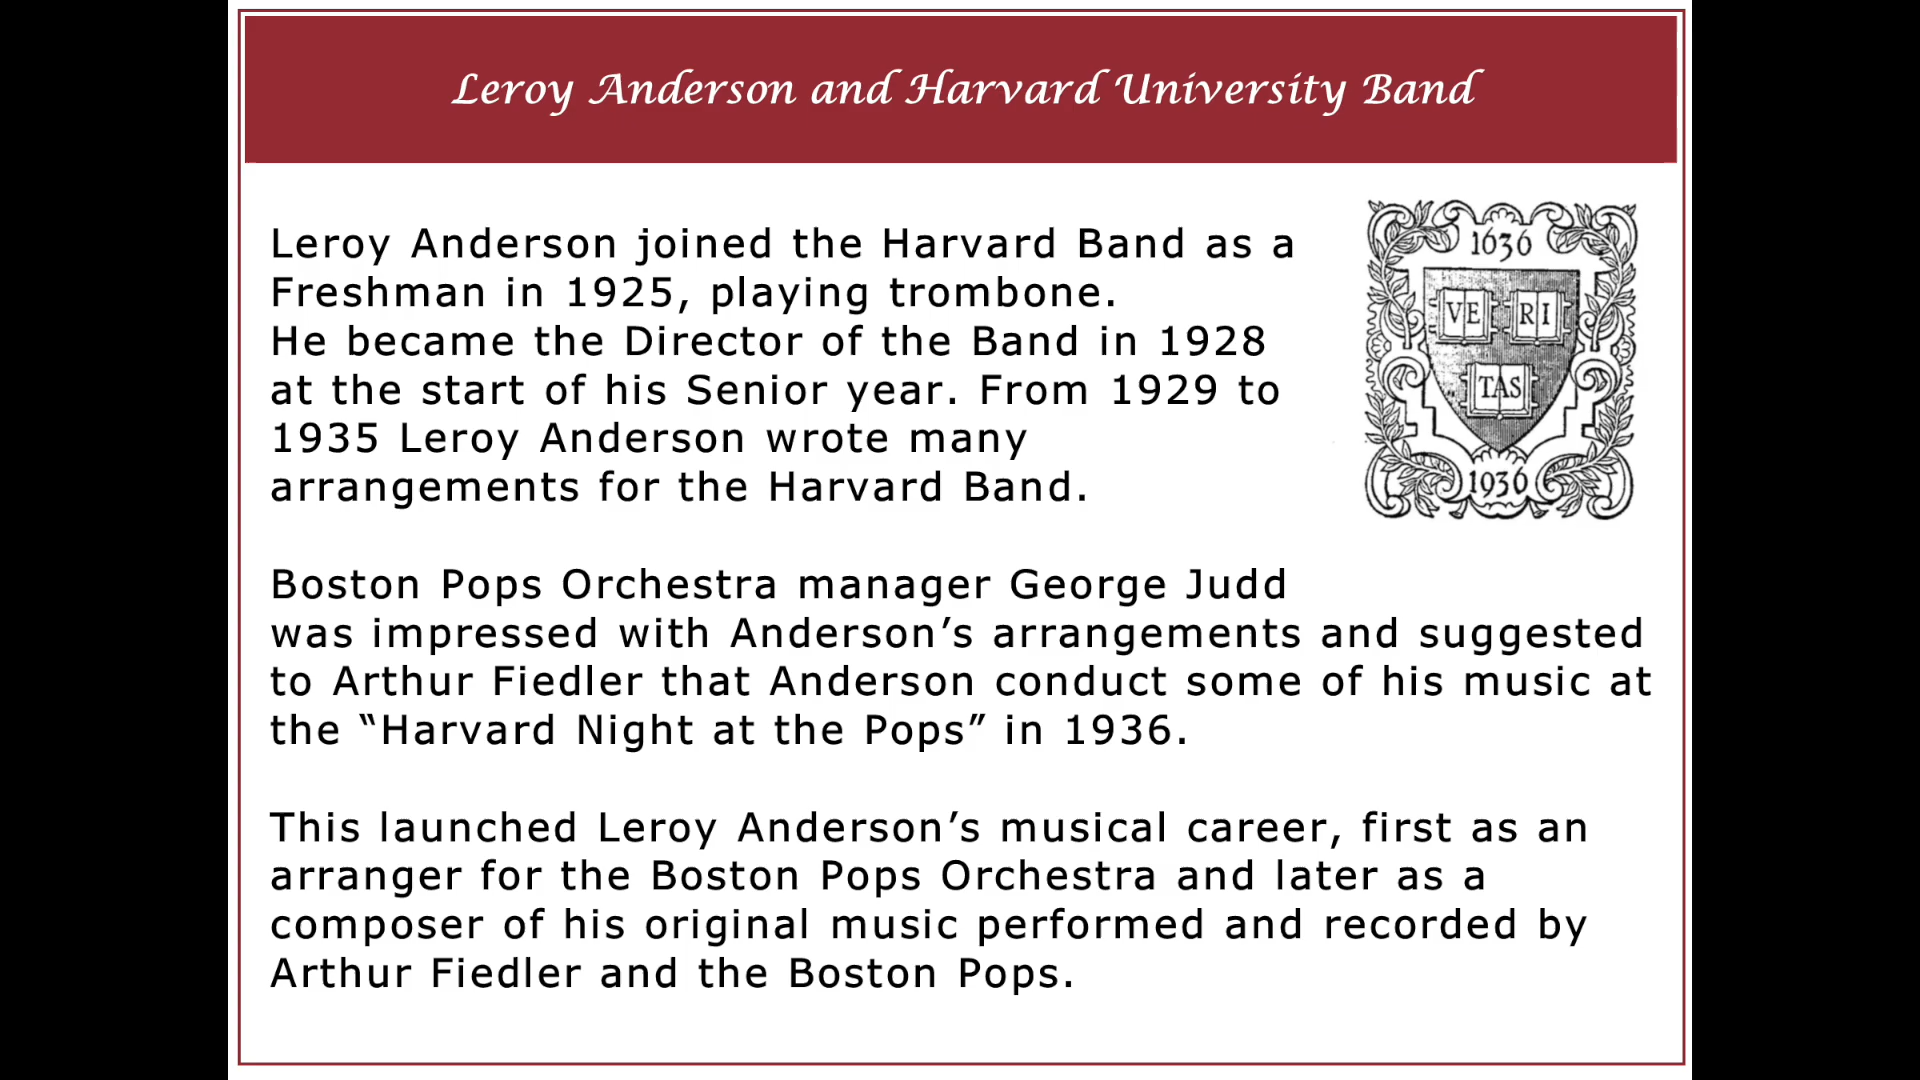 Leroy Anderson and Harvard University Band
Leroy Anderson joined the Harvard Band as a
Freshman in 1925, playing trombone.
He became the Director of the Band in 1928
at the start of his Senior year. From 1929 to
1935 Leroy Anderson wrote many
arrangements for the Harvard Band.
1636
VE RI
TAS
1936
Boston Pops Orchestra manager George Judd
was impressed with Anderson’s arrangements and suggested
to Arthur Fiedler that Anderson conduct some of his music at
the “Harvard Night at the Pops” in 1936.
This launched Leroy Anderson’s musical career, first as an
arranger for the Boston Pops Orchestra and later as a
composer of his original music performed and recorded by
Arthur Fiedler and the Boston Pops.